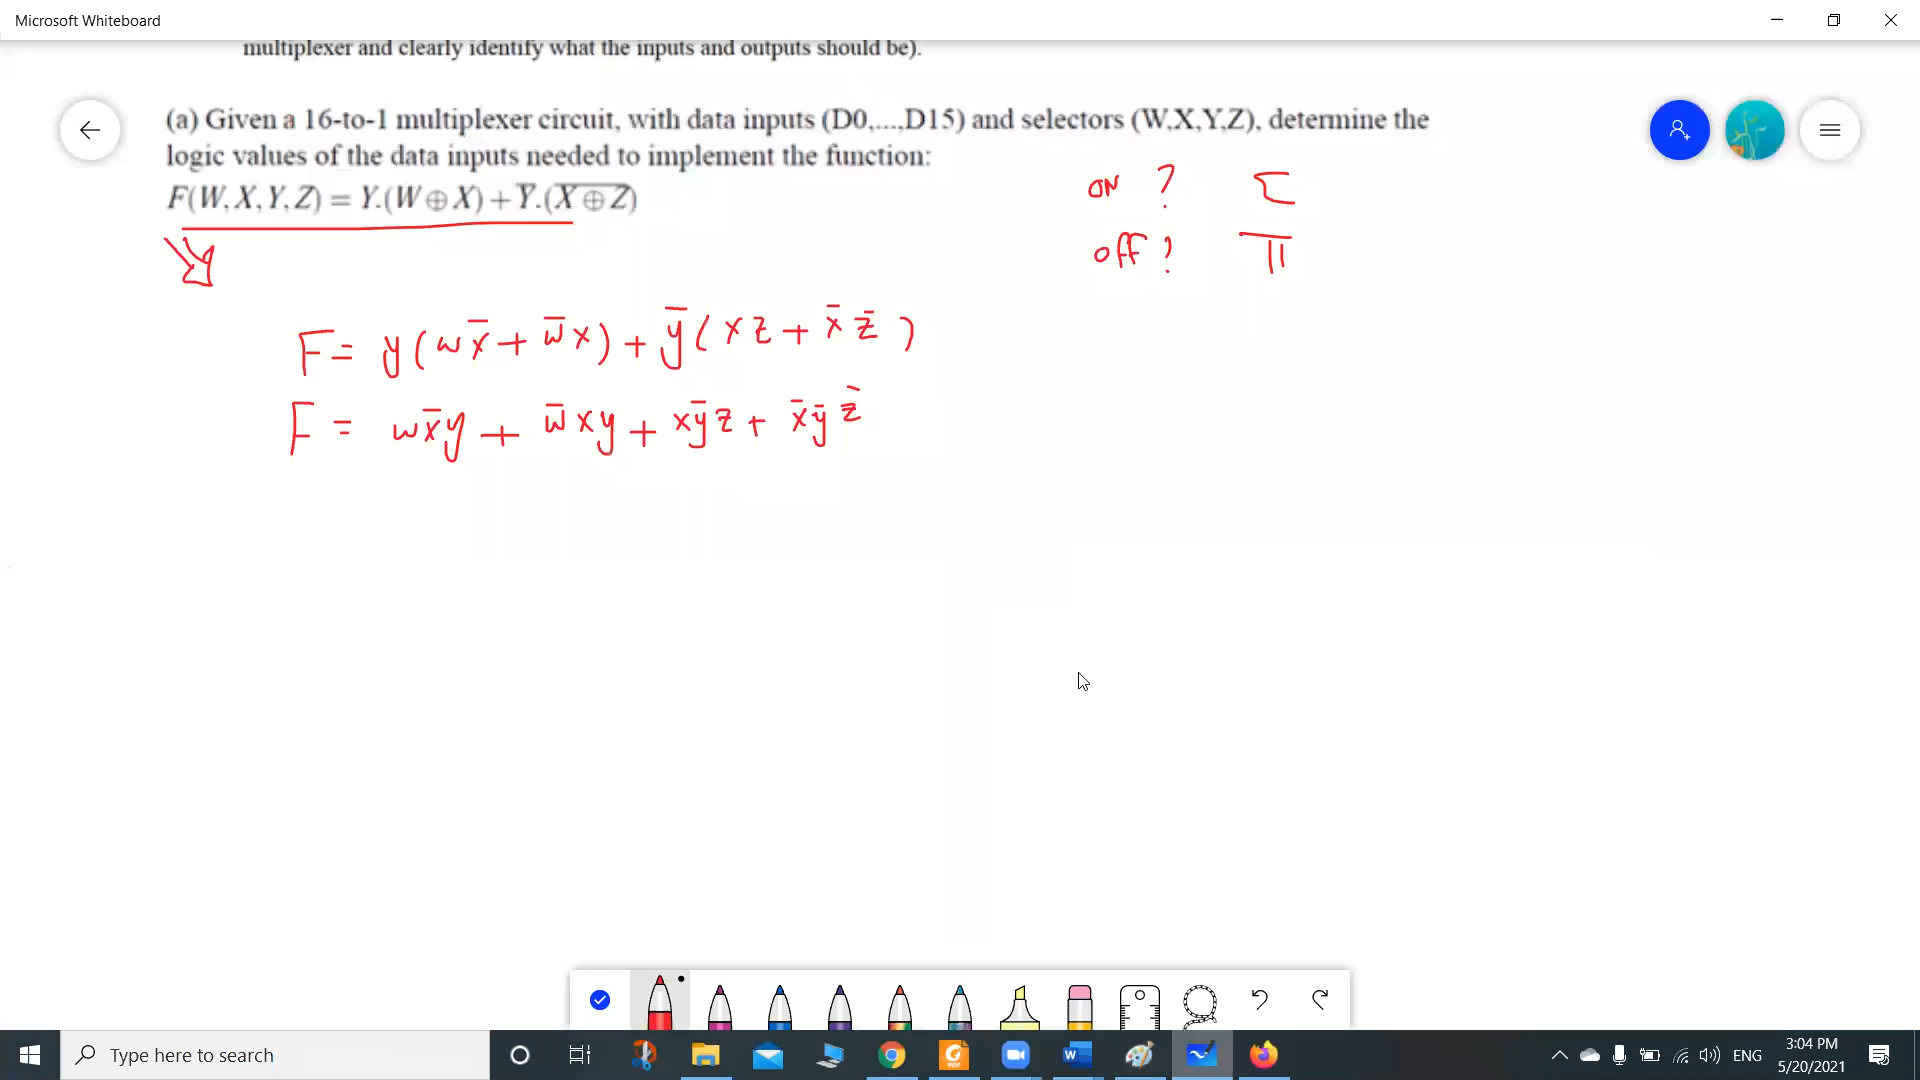 Microsoft Whiteboard
multiplexer and clearly identify what the inputs and outputs should be).
(a) Given a 16-to-1 multiplexer circuit, with data inputs (D0,...,D15) and selectors (W,X,Y,Z), determine the
logic values of the data inputs needed to implement the function:
F(W,X,Y,Z) = Y.(W⊕X) + Y̅.(X̅ ⊕̅ Z̅)
ON ? Σ
off ? π
F = y(wx̄ + w̄x) + ȳ(xz + x̄z̄)
F = wx̄y + w̄xy + xȳz + x̄ȳz̄
Type here to search
ENG
3:04 PM
5/20/2021